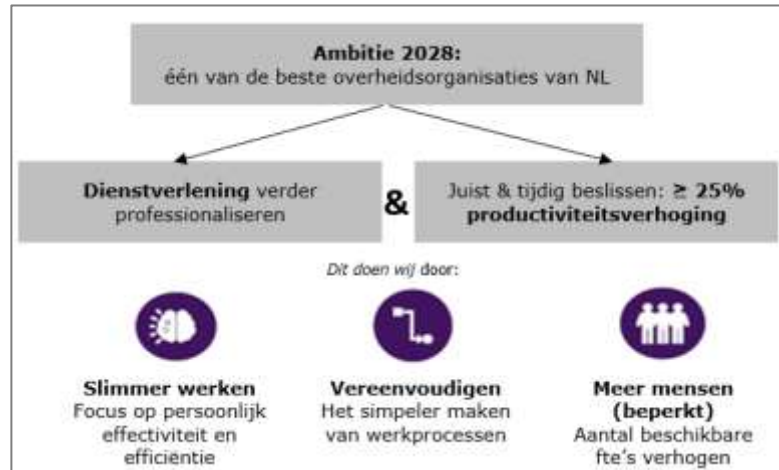 Ambitie 2028:
één van de beste overheidsorganisaties van NL
Dienstverlening verder
professionaliseren
&
Juist & tijdig beslissen: ≥ 25%
productiviteitsverhoging
Dit doen wij door:
Slimmer werken
Focus op persoonlijk
effectiviteit en
efficiëntie
Vereenvoudigen
Het simpeler maken
van werkprocessen
Meer mensen
(beperkt)
Aantal beschikbare
fte's verhogen